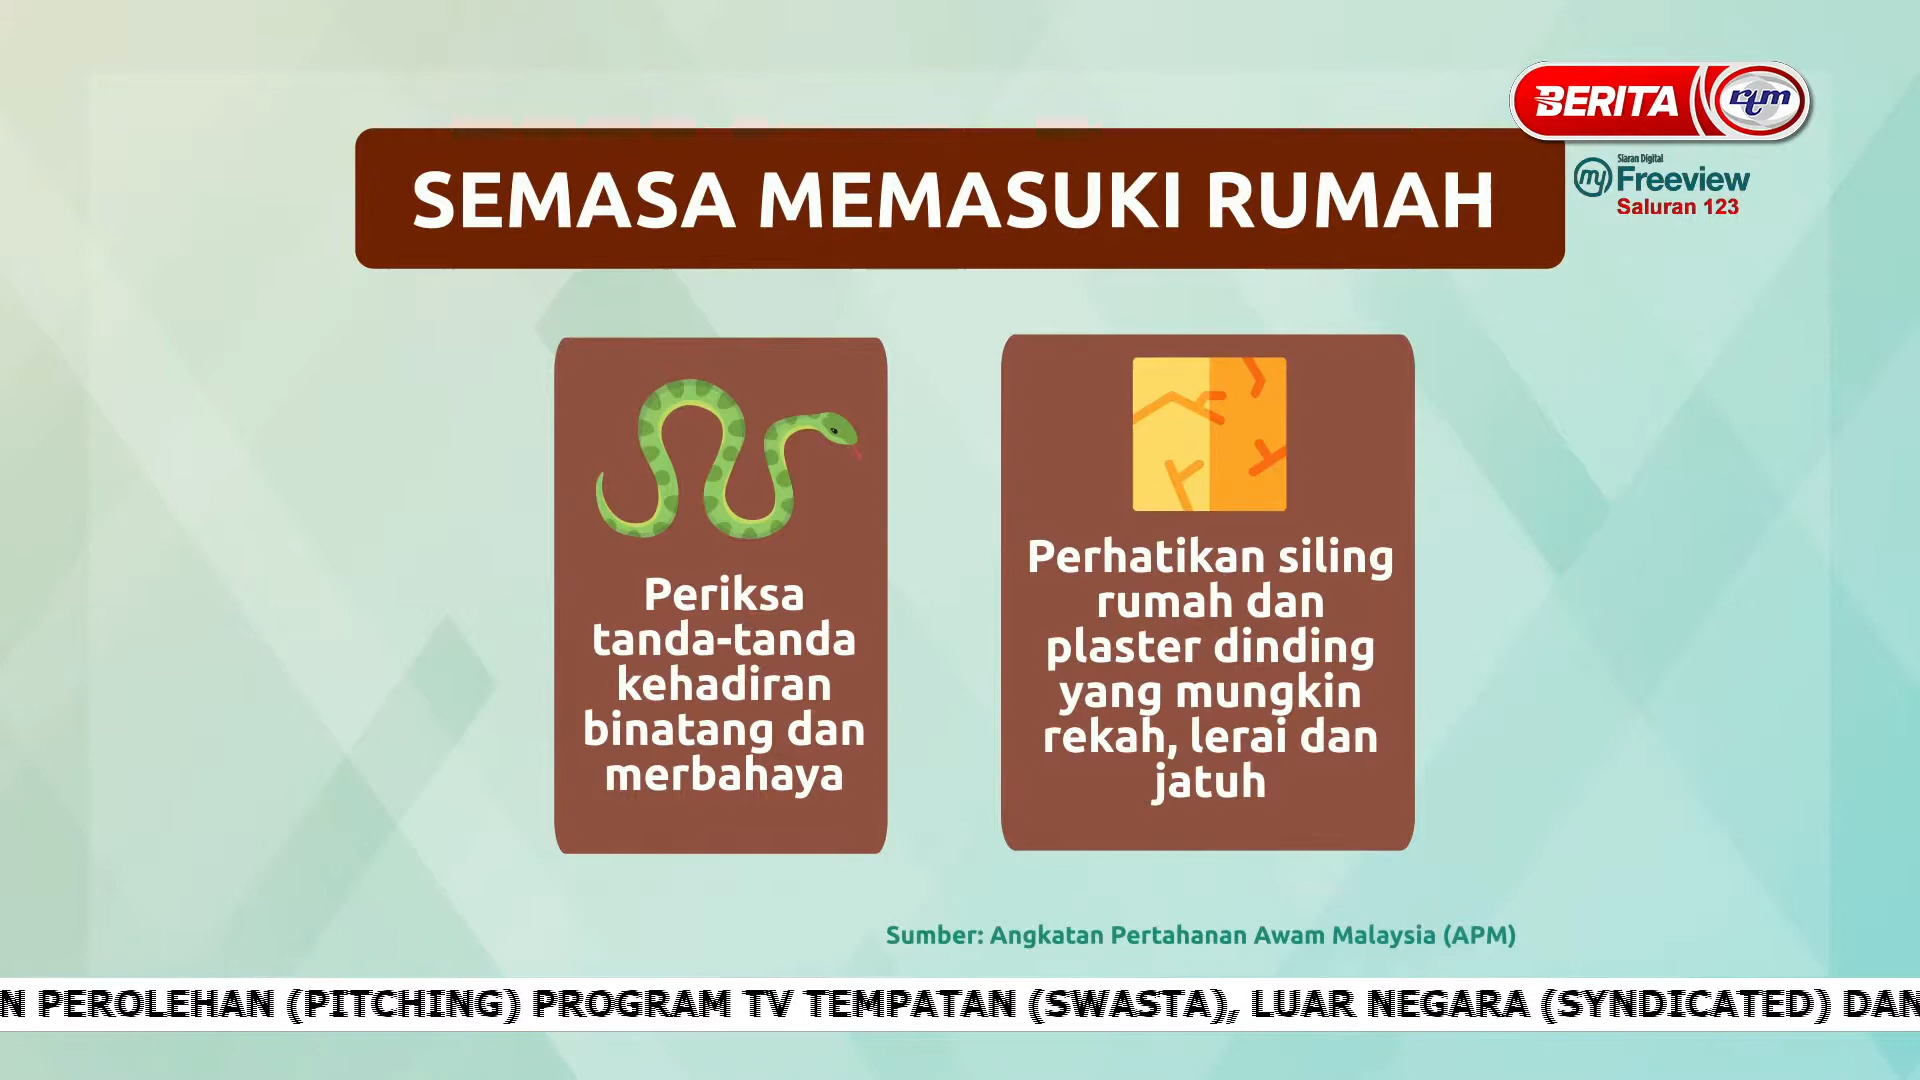 BERITA rtm
Siaran Digital
my Freeview
Saluran 123
SEMASA MEMASUKI RUMAH
Periksa
tanda-tanda
kehadiran
binatang dan
merbahaya
Perhatikan siling
rumah dan
plaster dinding
yang mungkin
rekah, lerai dan
jatuh
Sumber: Angkatan Pertahanan Awam Malaysia (APM)
N PEROLEHAN (PITCHING) PROGRAM TV TEMPATAN (SWASTA), LUAR NEGARA (SYNDICATED) DAN